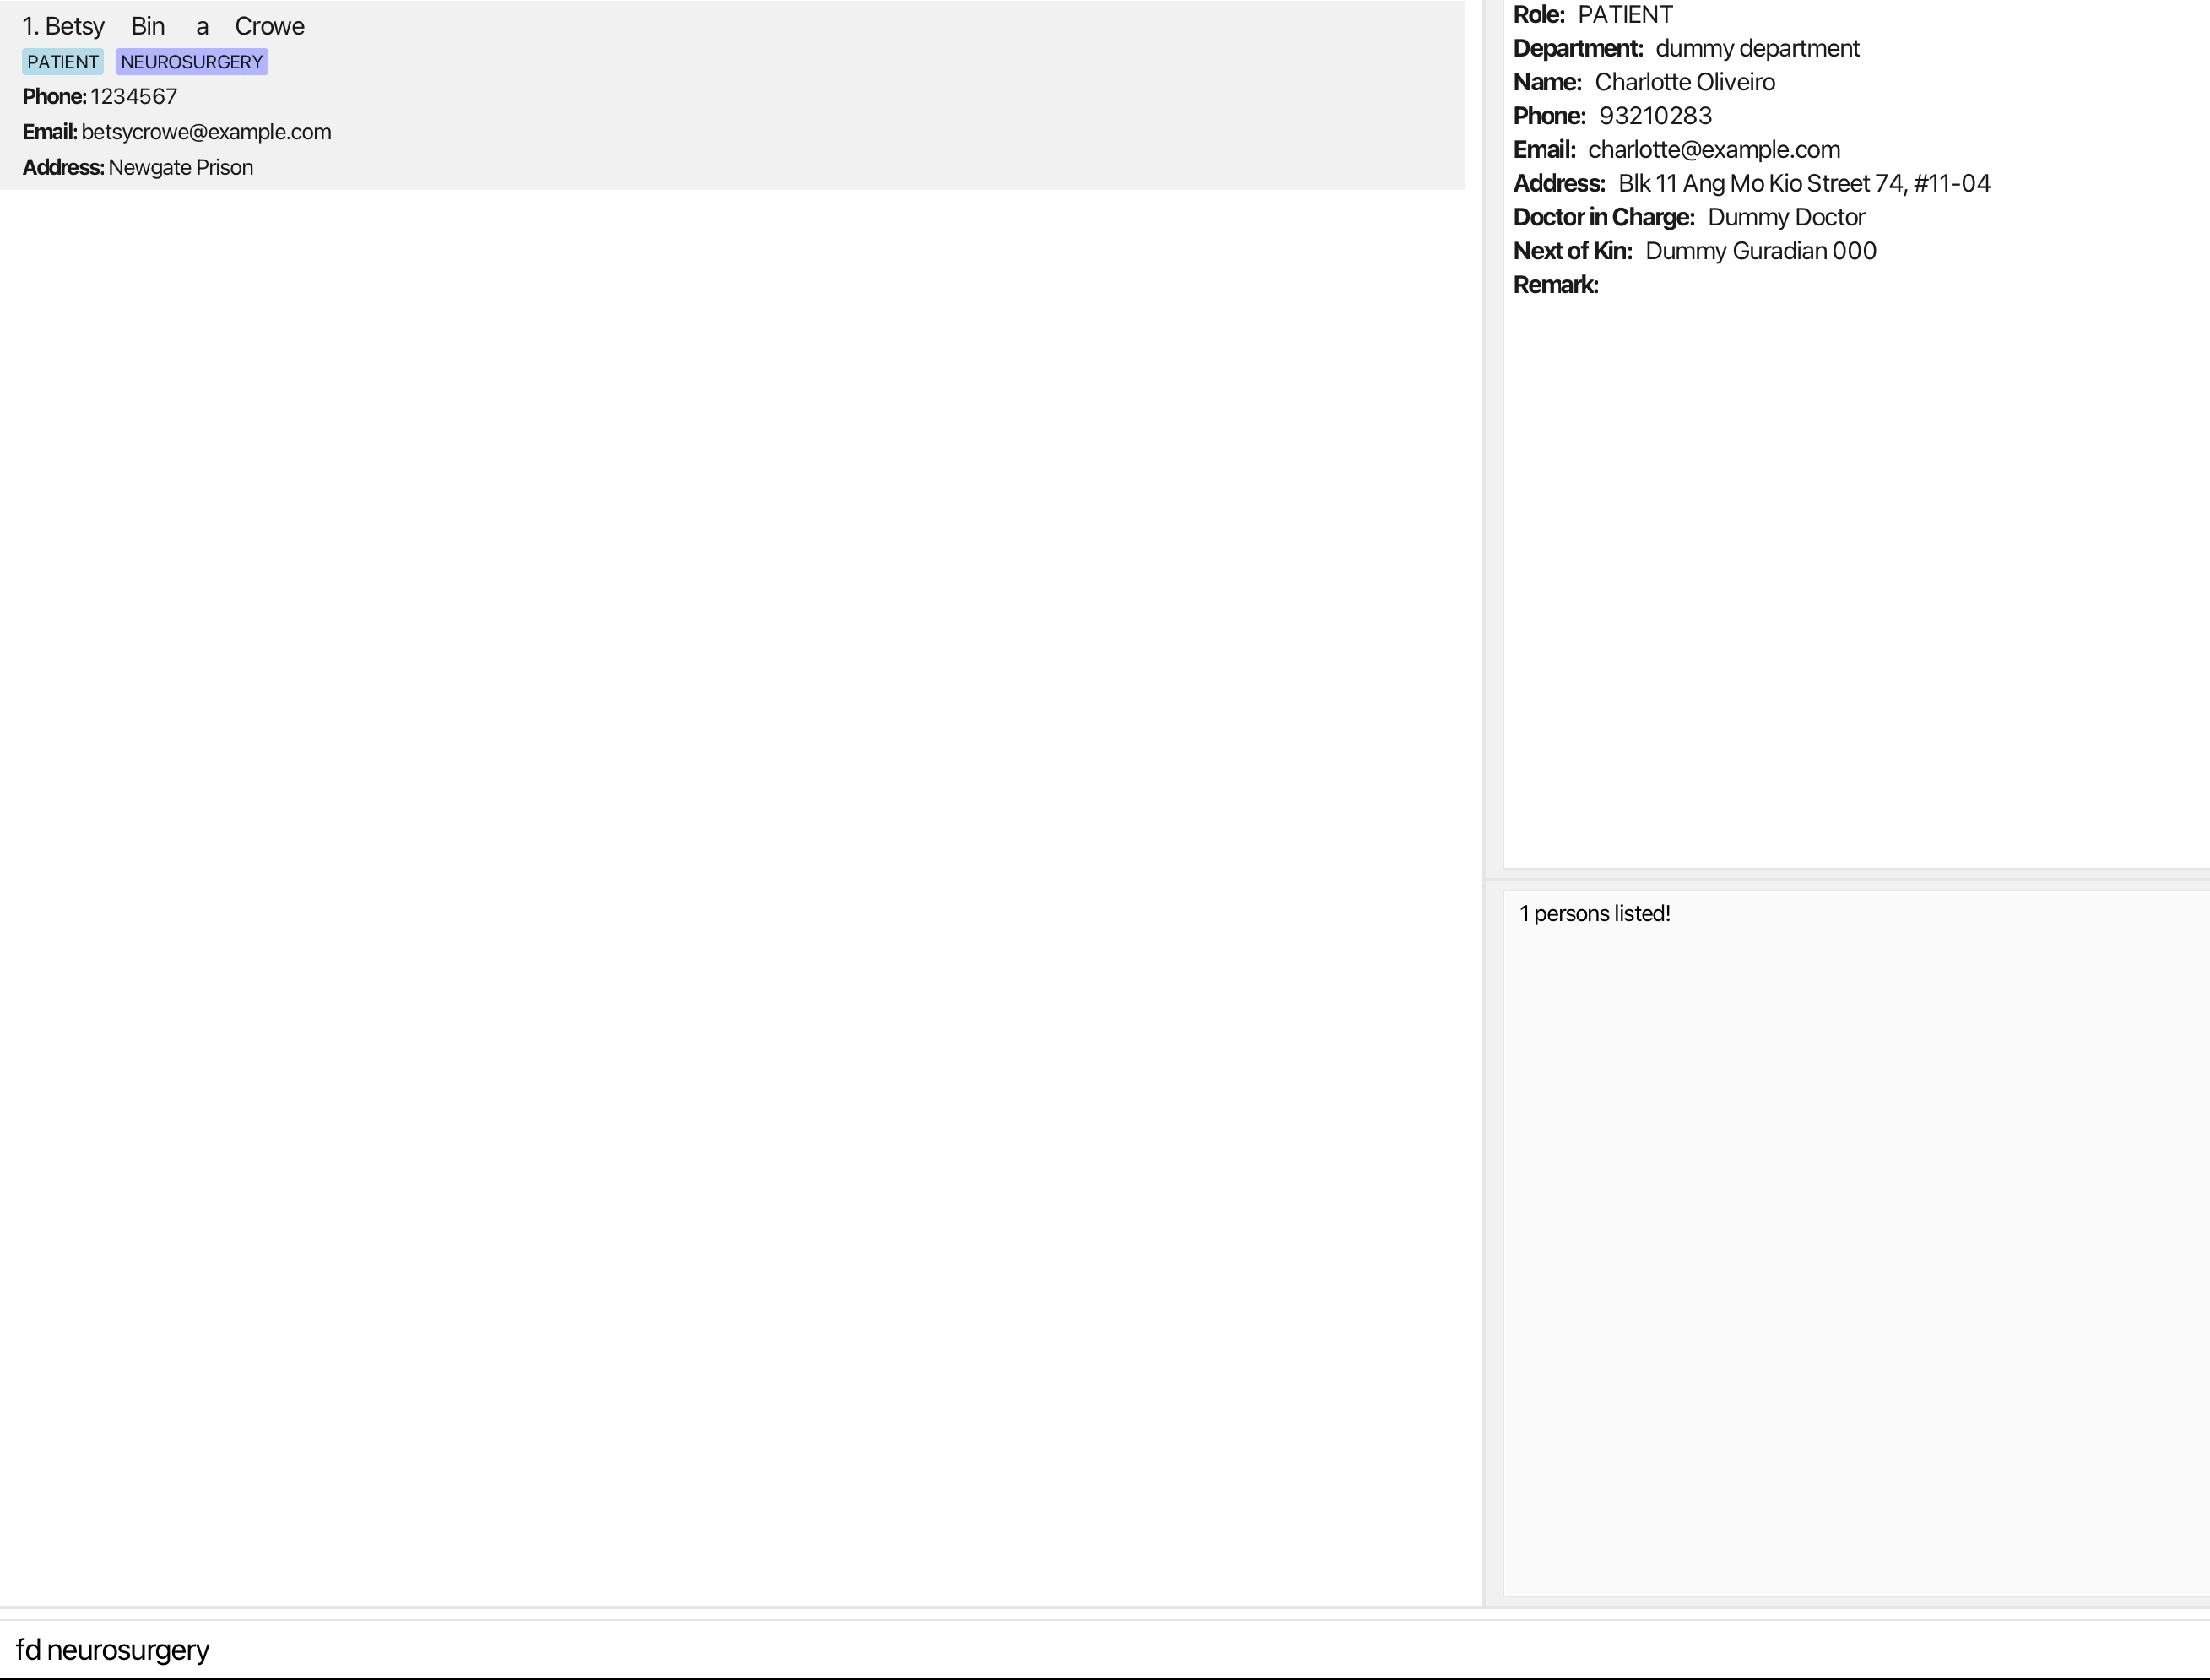 1. Betsy Bin a Crowe
PATIENT NEUROSURGERY
Phone: 1234567
Email: betsycrowe@example.com
Address: Newgate Prison
Role: PATIENT
Department: dummy department
Name: Charlotte Oliveiro
Phone: 93210283
Email: charlotte@example.com
Address: Blk 11 Ang Mo Kio Street 74, #11-04
Doctor in Charge: Dummy Doctor
Next of Kin: Dummy Guradian 000
Remark:
1 persons listed!
fd neurosurgery